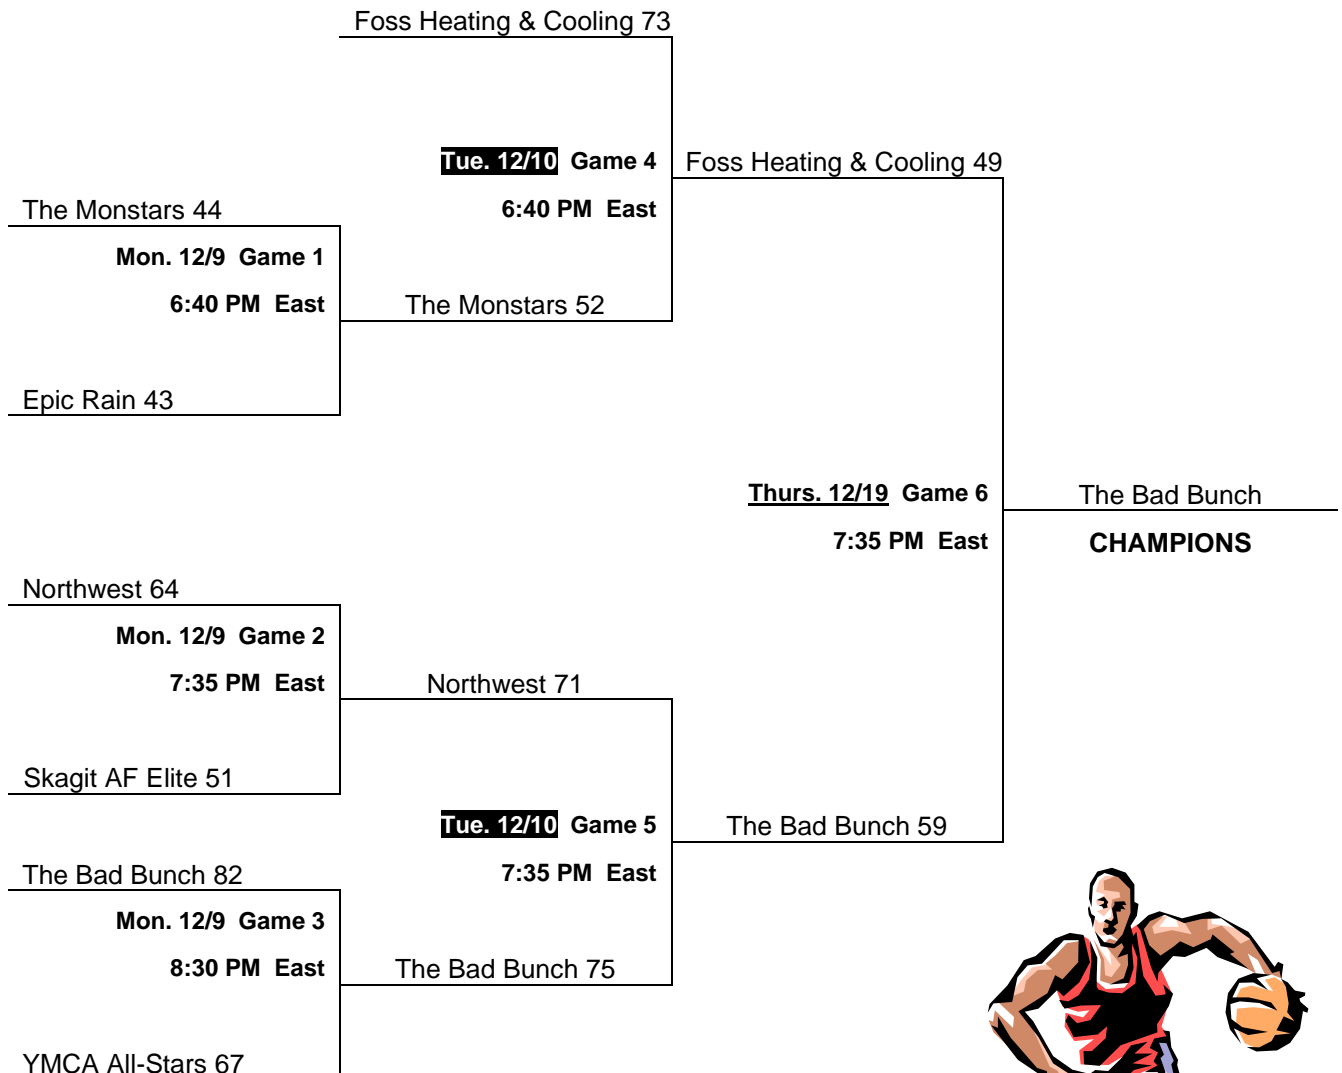 Foss Heating & Cooling 73
Tue. 12/10 Game 4
Foss Heating & Cooling 49
The Monstars 44
6:40 PM East
Mon. 12/9 Game 1
6:40 PM East
The Monstars 52
Epic Rain 43
Thurs. 12/19 Game 6
The Bad Bunch
7:35 PM East
CHAMPIONS
Northwest 64
Mon. 12/9 Game 2
7:35 PM East
Northwest 71
Skagit AF Elite 51
Tue. 12/10 Game 5
The Bad Bunch 59
The Bad Bunch 82
7:35 PM East
Mon. 12/9 Game 3
8:30 PM East
The Bad Bunch 75
YMCA All-Stars 67